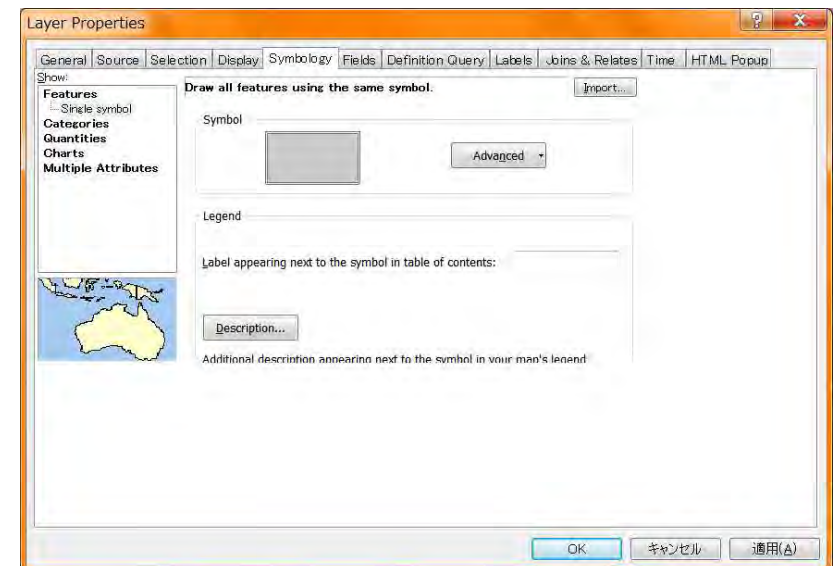 Layer Properties
General Source Selection Display Symbology Fields Definition Query Labels Joins & Relates Time HTML Popup
Show:
Features
Single symbol
Categories
Quantities
Charts
Multiple Attributes
Draw all features using the same symbol.
Import...
Symbol
Advanced
Legend
Label appearing next to the symbol in table of contents:
Description...
Additional description appearing next to the symbol in your map's legend
OK キャンセル 適用(A)